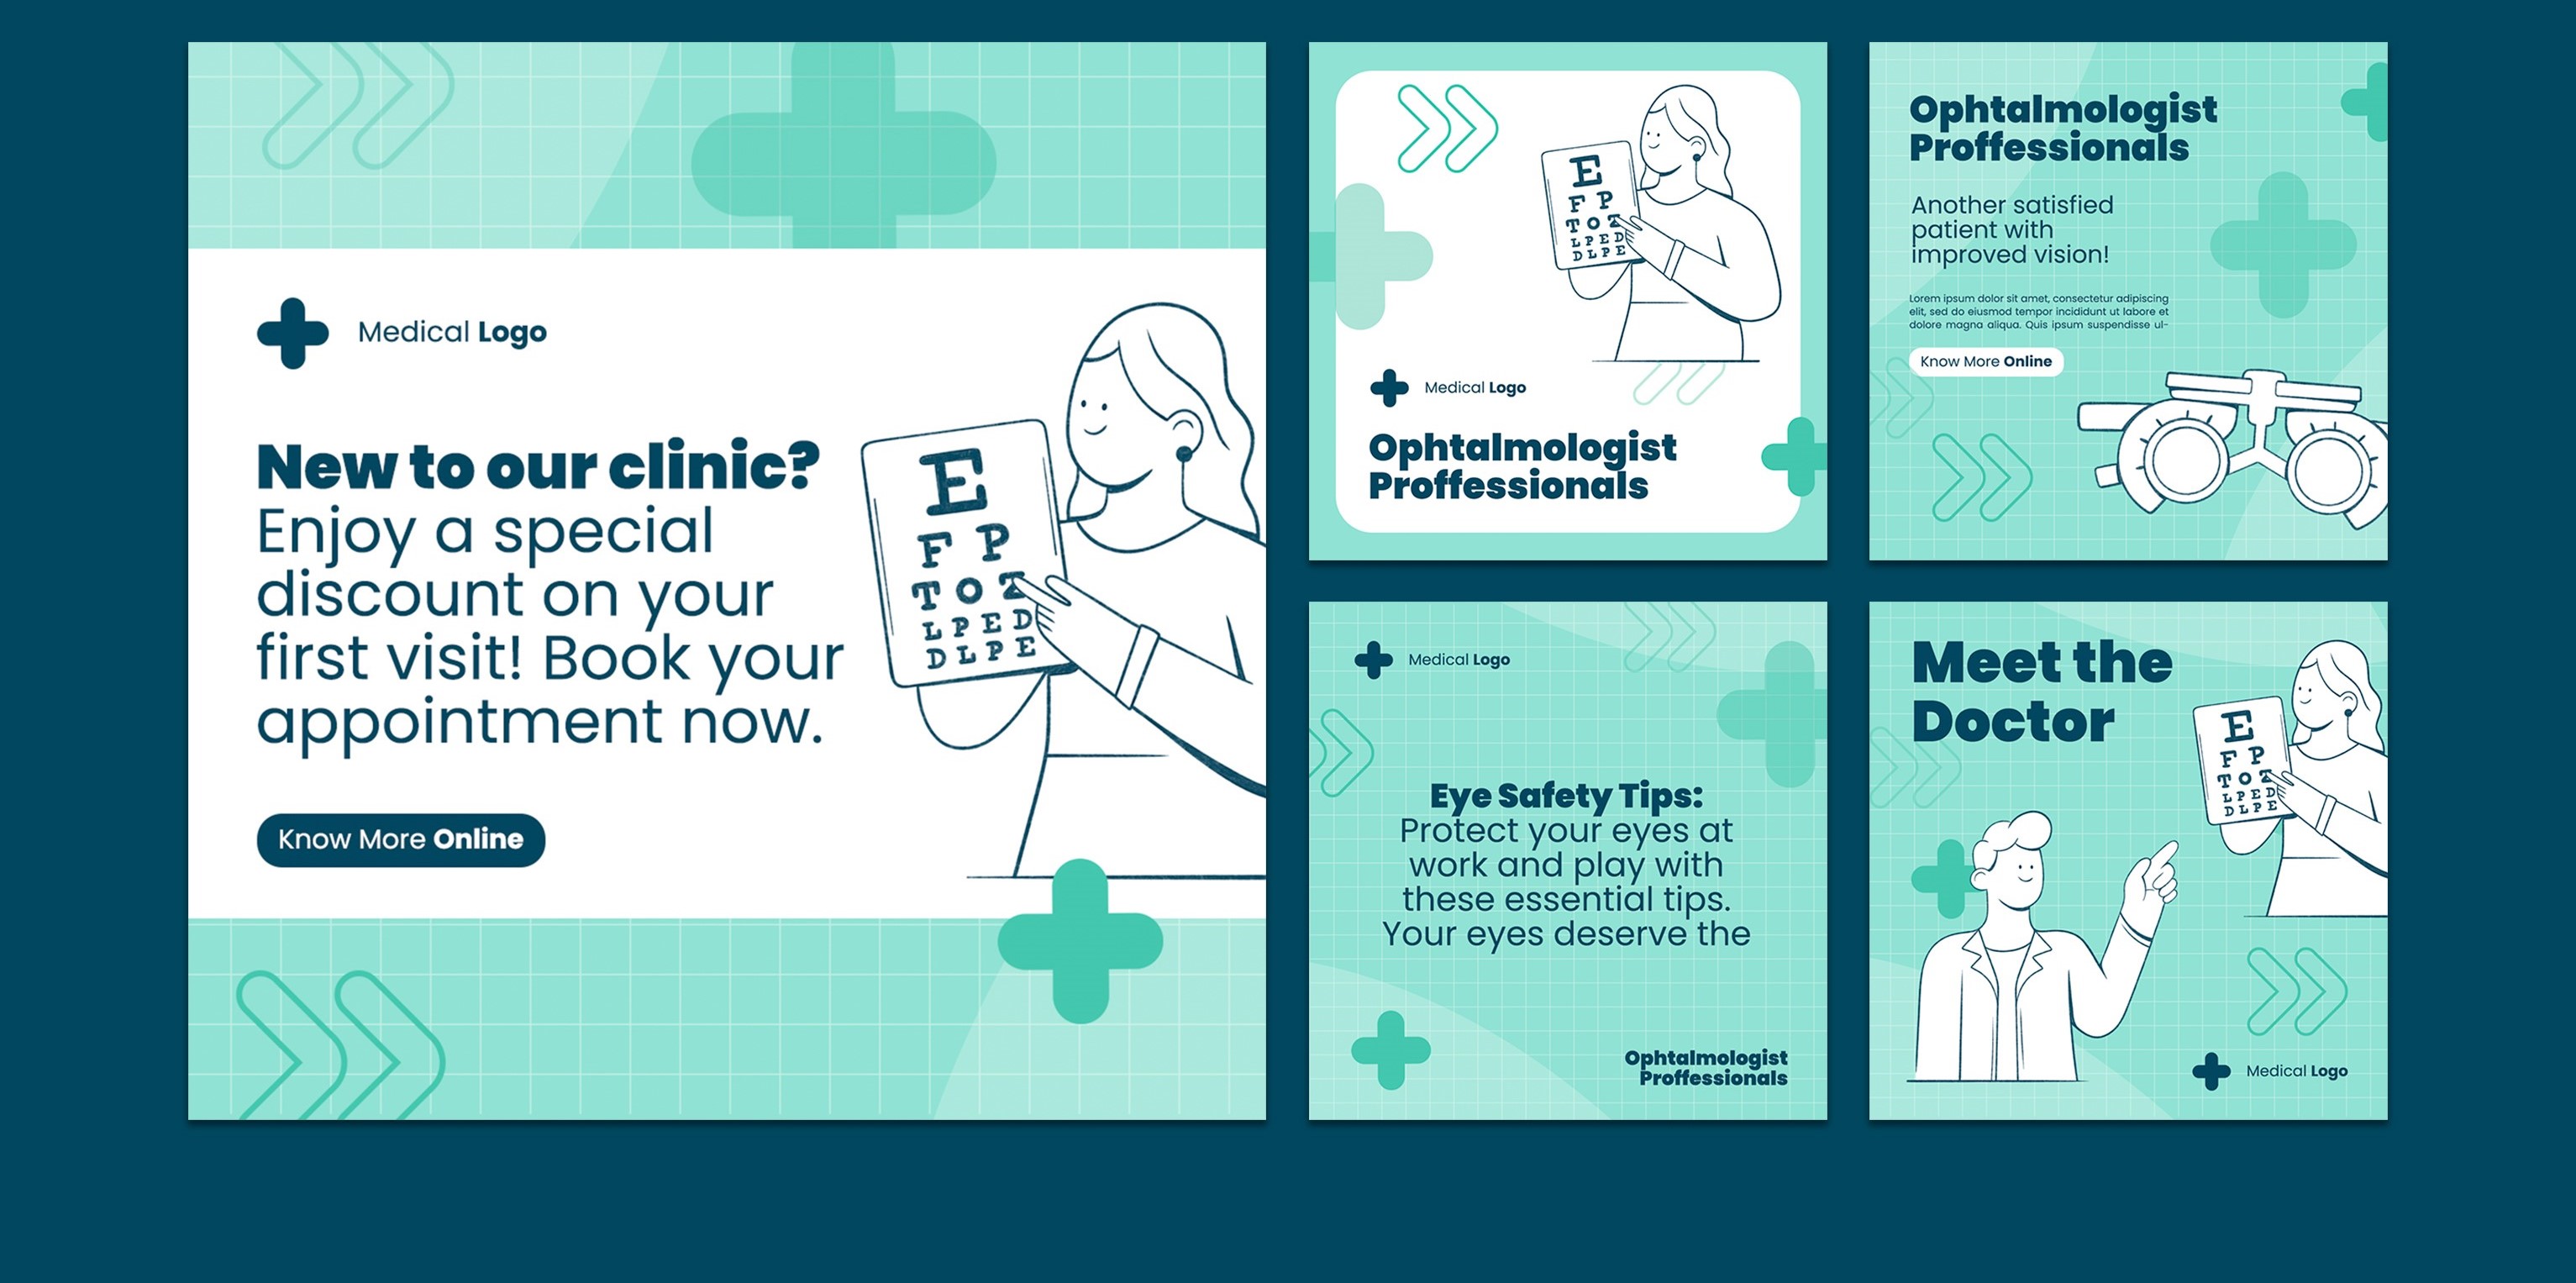 Medical Logo
New to our clinic?
Enjoy a special
discount on your
first visit! Book your
appointment now.
Know More Online
E
F P
T O Z
L P E D
D L P E
E
F P
T O Z
L P E D
D L P E
Medical Logo
Ophtalmologist
Proffessionals
Ophtalmologist
Proffessionals
Another satisfied
patient with
improved vision!
Lorem ipsum dolor sit amet, consectetur adipiscing
elit, sed do eiusmod tempor incididunt ut labore et
dolore magna aliqua. Quis ipsum suspendisse ul-
Know More Online
Medical Logo
Eye Safety Tips:
Protect your eyes at
work and play with
these essential tips.
Your eyes deserve the
Ophtalmologist
Proffessionals
Meet the
Doctor
E
F P
T O Z
L P E D
D L P E
Medical Logo